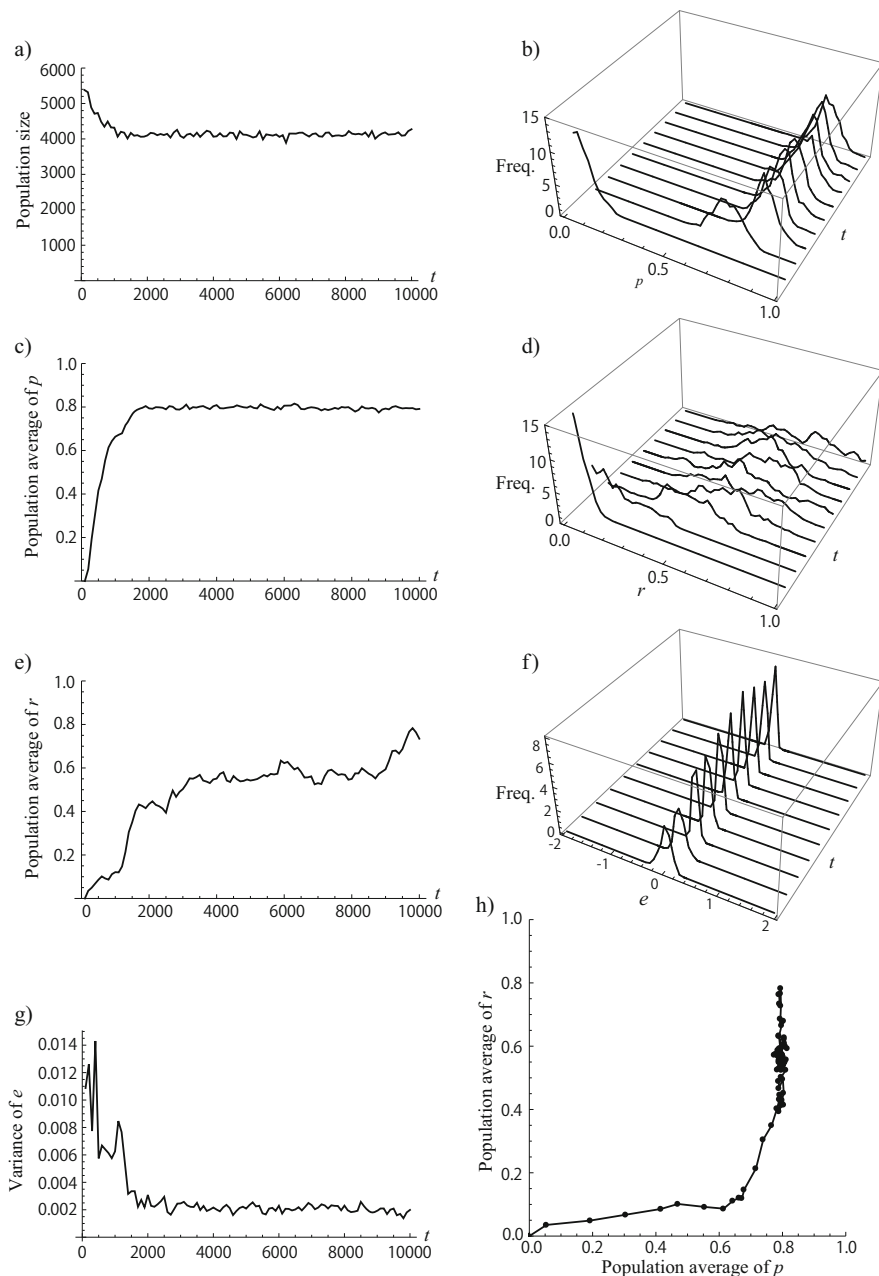 a)
6000
5000
4000
3000
2000
1000
Population size
0 2000 4000 6000 8000 10000 t
b)
15
10
5
0
Freq.
0.0 0.5 1.0
p
t
c)
1.0
0.8
0.6
0.4
0.2
Population average of p
0 2000 4000 6000 8000 10000 t
d)
15
10
5
0
Freq.
0.0 0.5 1.0
r
t
e)
1.0
0.8
0.6
0.4
0.2
Population average of r
0 2000 4000 6000 8000 10000 t
f)
8
6
4
2
0
Freq.
-2 -1 0 1 2
e
t
g)
0.014
0.012
0.010
0.008
0.006
0.004
0.002
Variance of e
0 2000 4000 6000 8000 10000 t
h)
1.0
0.8
0.6
0.4
0.2
0.0
Population average of r
0.0 0.2 0.4 0.6 0.8 1.0
Population average of p